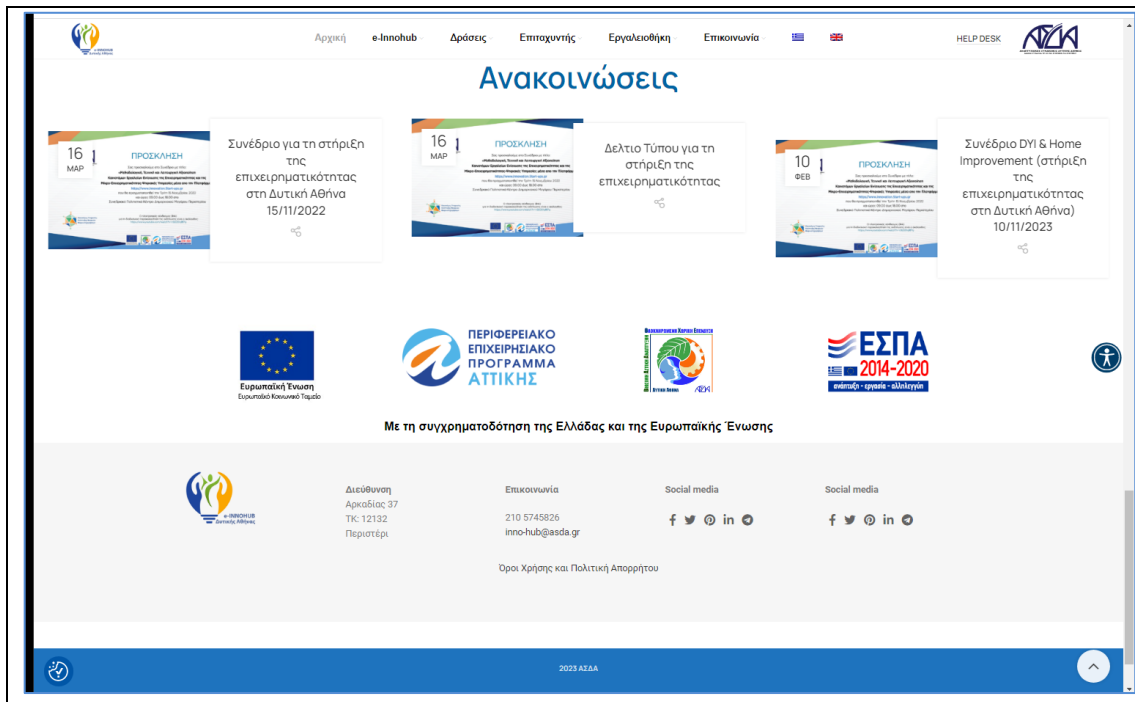 Αρχική e-Innohub Δράσεις Επιταχυντής Εργαλειοθήκη Επικοινωνία HELP DESK
Ανακοινώσεις
16
ΜΑΡ
ΠΡΟΣΚΛΗΣΗ
Συνέδριο για τη στήριξη
της
επιχειρηματικότητας
στη Δυτική Αθήνα
15/11/2022
16
ΜΑΡ
ΠΡΟΣΚΛΗΣΗ
Δελτιο Τύπου για τη
στήριξη της
επιχειρηματικότητας
10
ΦΕΒ
ΠΡΟΣΚΛΗΣΗ
Συνέδριο DYI & Home
Improvement (στήριξη
της
επιχειρηματικότητας
στη Δυτική Αθήνα)
10/11/2023
Ευρωπαϊκή Ένωση
Ευρωπαϊκό Κοινωνικό Ταμείο
ΠΕΡΙΦΕΡΕΙΑΚΟ
ΕΠΙΧΕΙΡΗΣΙΑΚΟ
ΠΡΟΓΡΑΜΜΑ
ΑΤΤΙΚΗΣ
ΕΣΠΑ
2014-2020
ανάπτυξη - εργασία - αλληλεγγύη
Με τη συγχρηματοδότηση της Ελλάδας και της Ευρωπαϊκής Ένωσης
e-INNOHUB
Δυτικής Αθήνας
Διεύθυνση
Αρκαδίας 37
ΤΚ: 12132
Περιστέρι
Επικοινωνία
210 5745826
inno-hub@asda.gr
Social media
Social media
Όροι Χρήσης και Πολιτική Απορρήτου
2023 ΑΣΔΑ